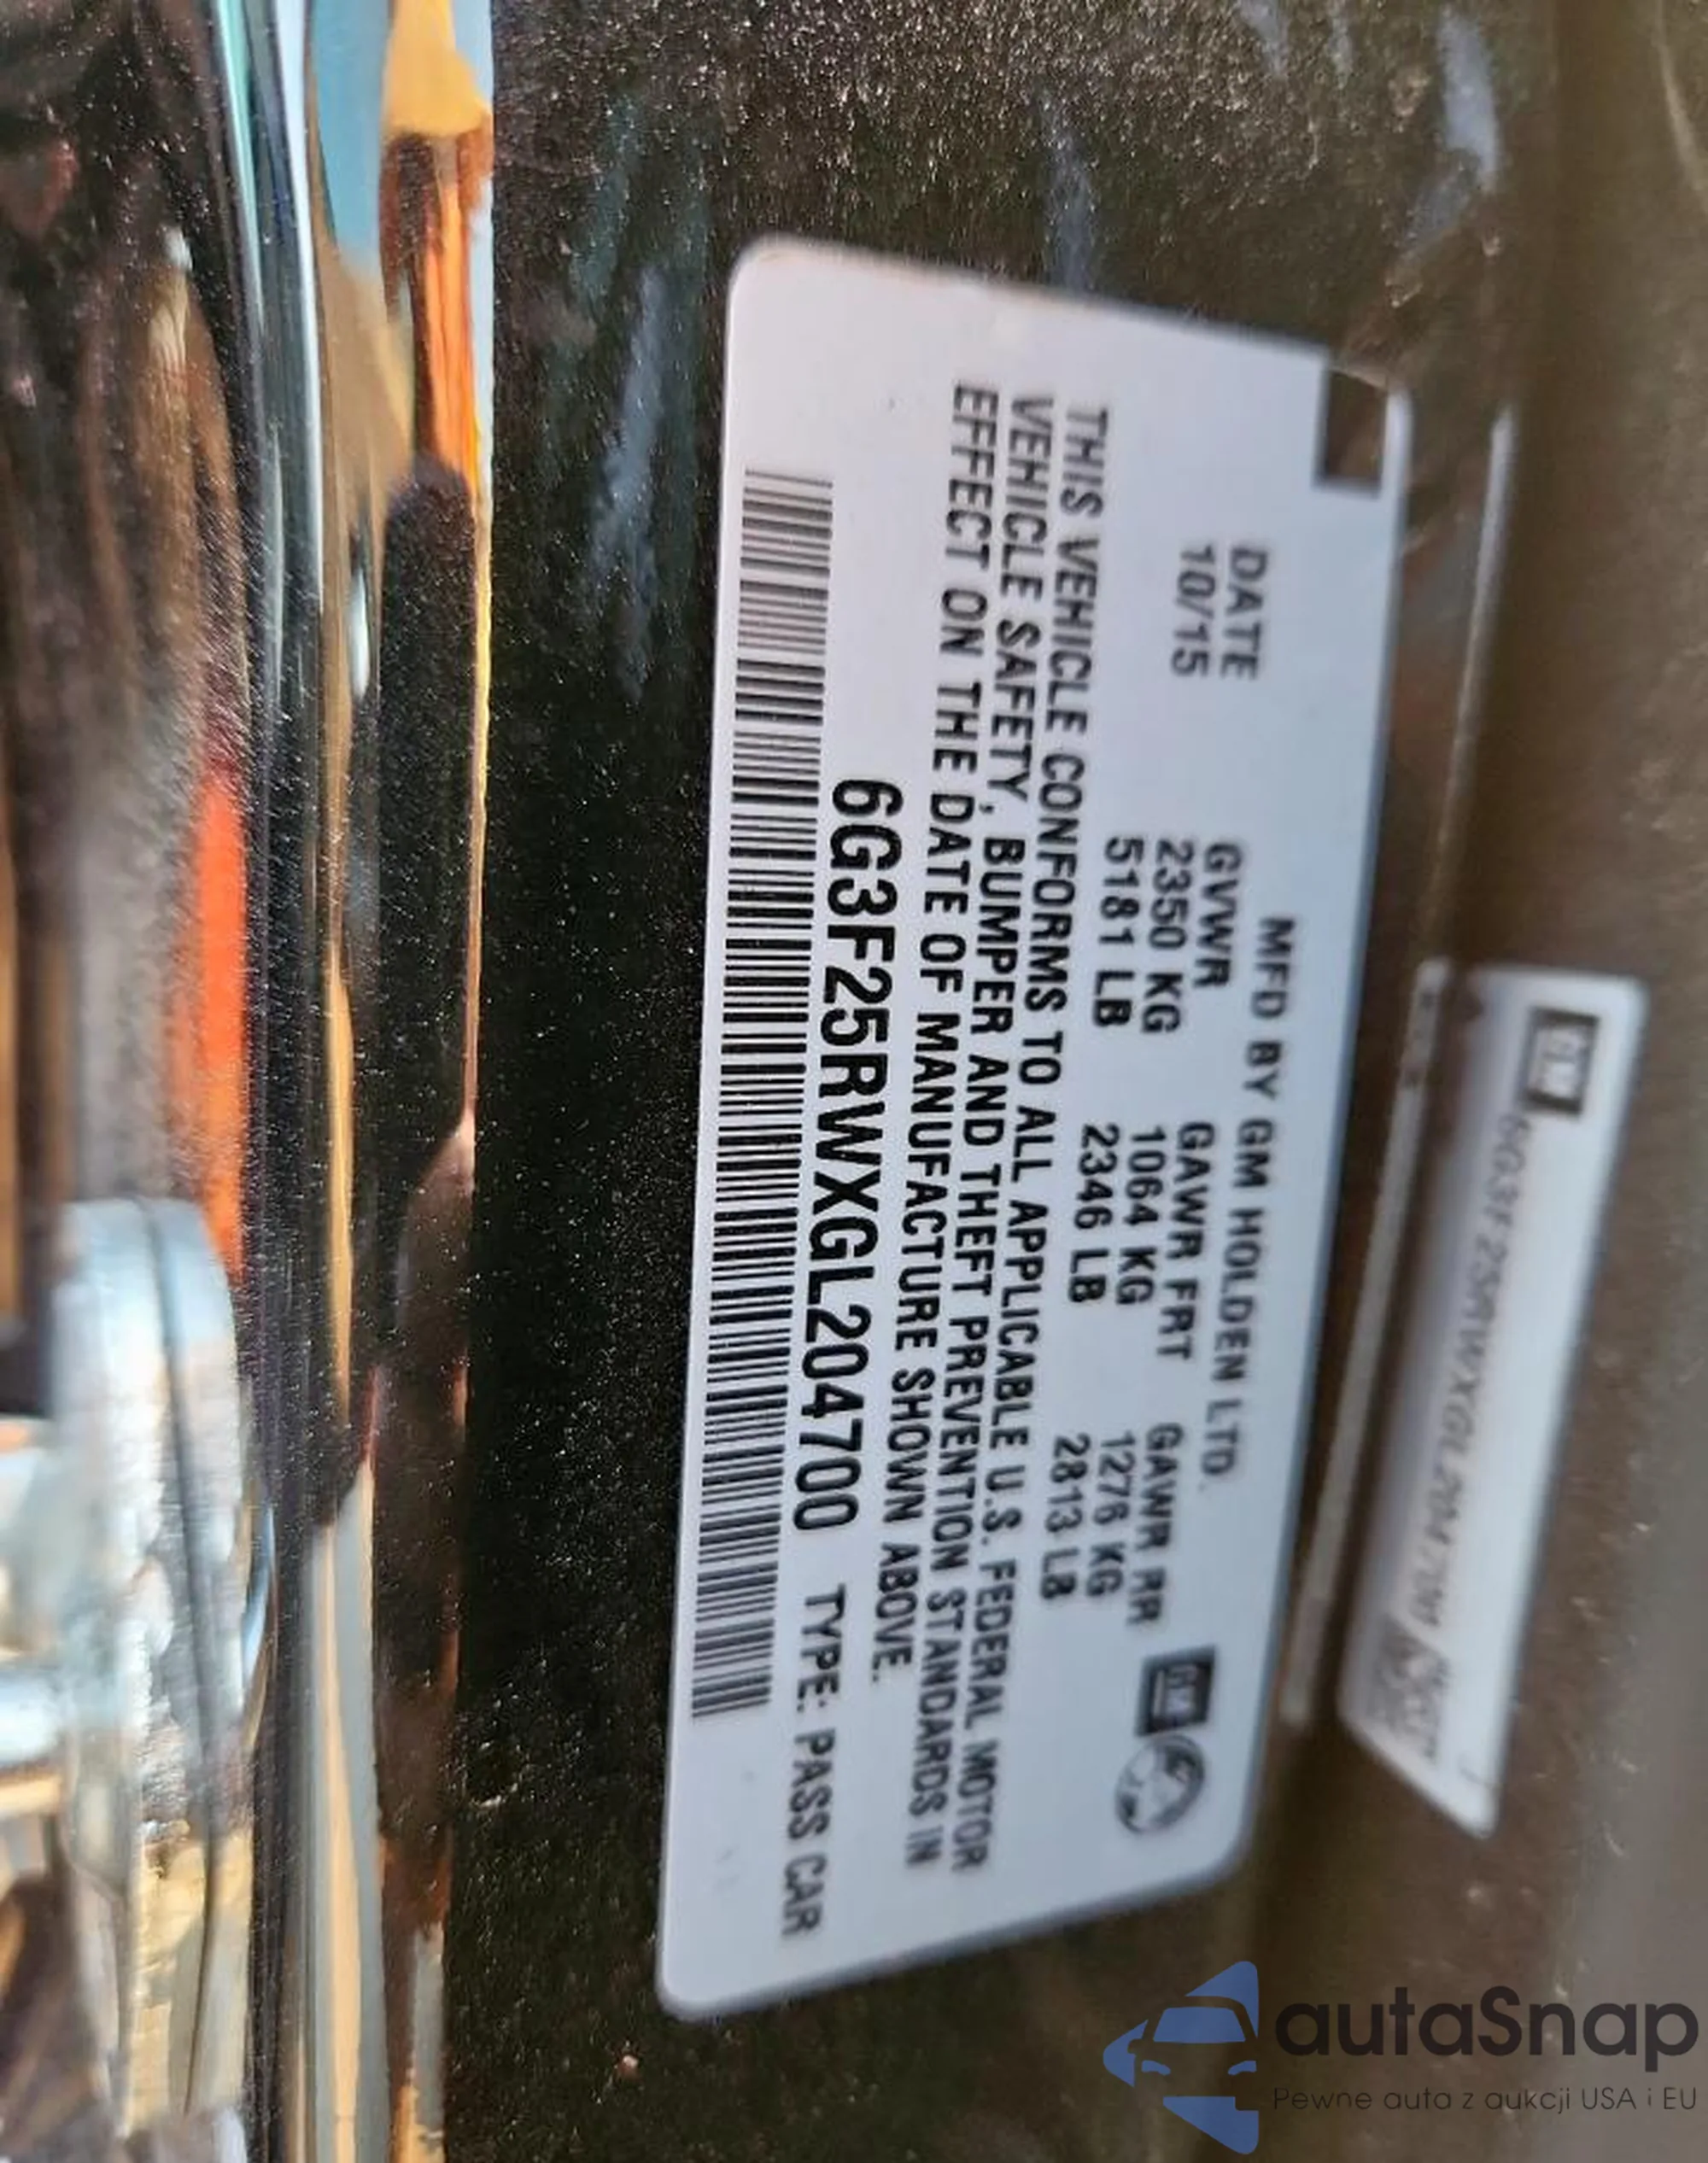 MFD BY GM HOLDEN LTD.
DATE GVWR GAWR FRT GAWR RR
10/15 2350 KG 1064 KG 1276 KG
5181 LB 2346 LB 2813 LB
GM
THIS VEHICLE CONFORMS TO ALL APPLICABLE U.S. FEDERAL MOTOR
VEHICLE SAFETY, BUMPER AND THEFT PREVENTION STANDARDS IN
EFFECT ON THE DATE OF MANUFACTURE SHOWN ABOVE.
6G3F25RWXGL204700 TYPE: PASS CAR
GM
6G3F25RWXGL204700
autaSnap
Pewne auta z aukcji USA i EU